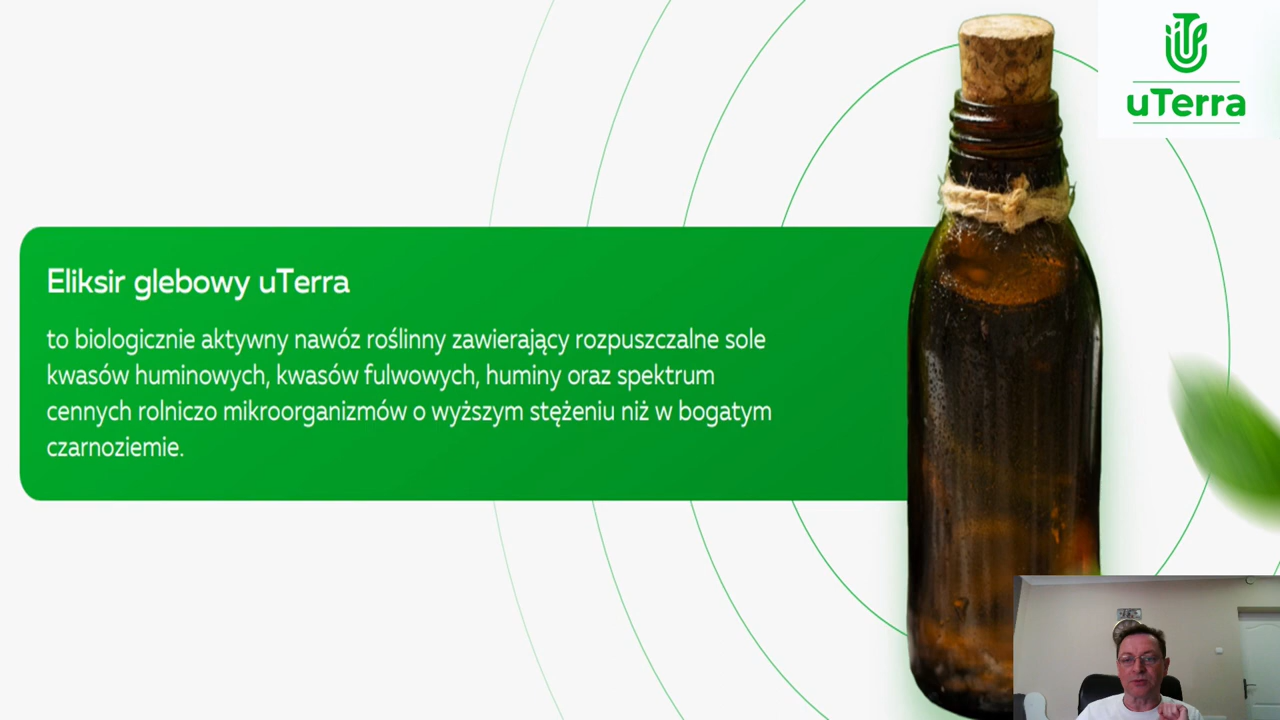 uTerra
Eliksir glebowy uTerra
to biologicznie aktywny nawóz roślinny zawierający rozpuszczalne sole
kwasów huminowych, kwasów fulwowych, huminy oraz spektrum
cennych rolniczo mikroorganizmów o wyższym stężeniu niż w bogatym
czarnoziemie.